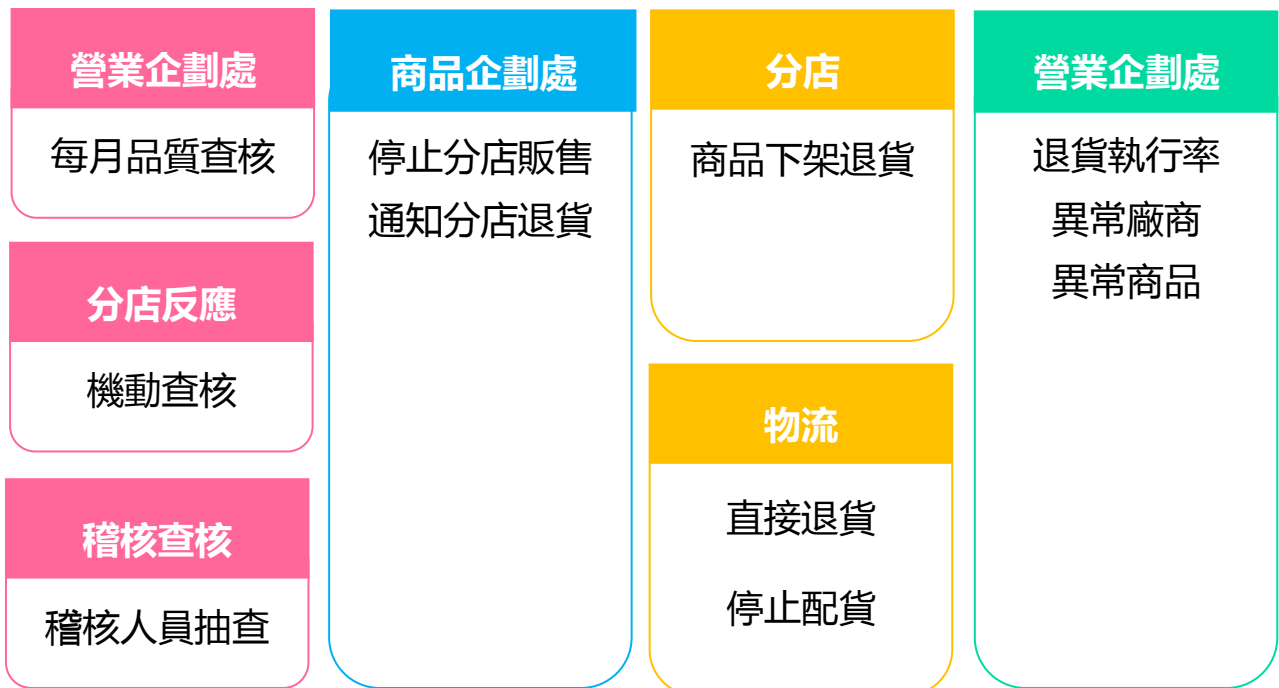 營業企劃處
每月品質查核
分店反應
機動查核
稽核查核
稽核人員抽查
商品企劃處
停止分店販售
通知分店退貨
分店
商品下架退貨
物流
直接退貨
停止配貨
營業企劃處
退貨執行率
異常廠商
異常商品